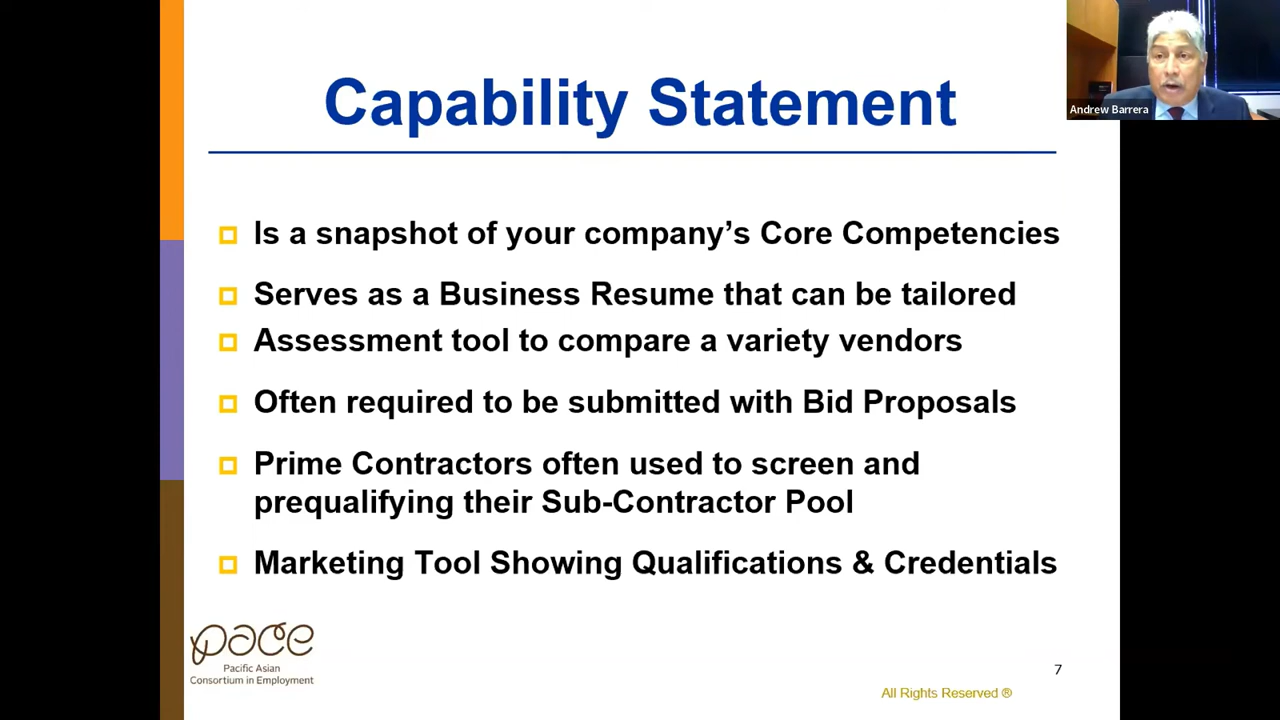 Capability Statement
Andrew Barrera
Is a snapshot of your company’s Core Competencies
Serves as a Business Resume that can be tailored
Assessment tool to compare a variety vendors
Often required to be submitted with Bid Proposals
Prime Contractors often used to screen and
prequalifying their Sub-Contractor Pool
Marketing Tool Showing Qualifications & Credentials
pace
Pacific Asian
Consortium in Employment
7
All Rights Reserved ®